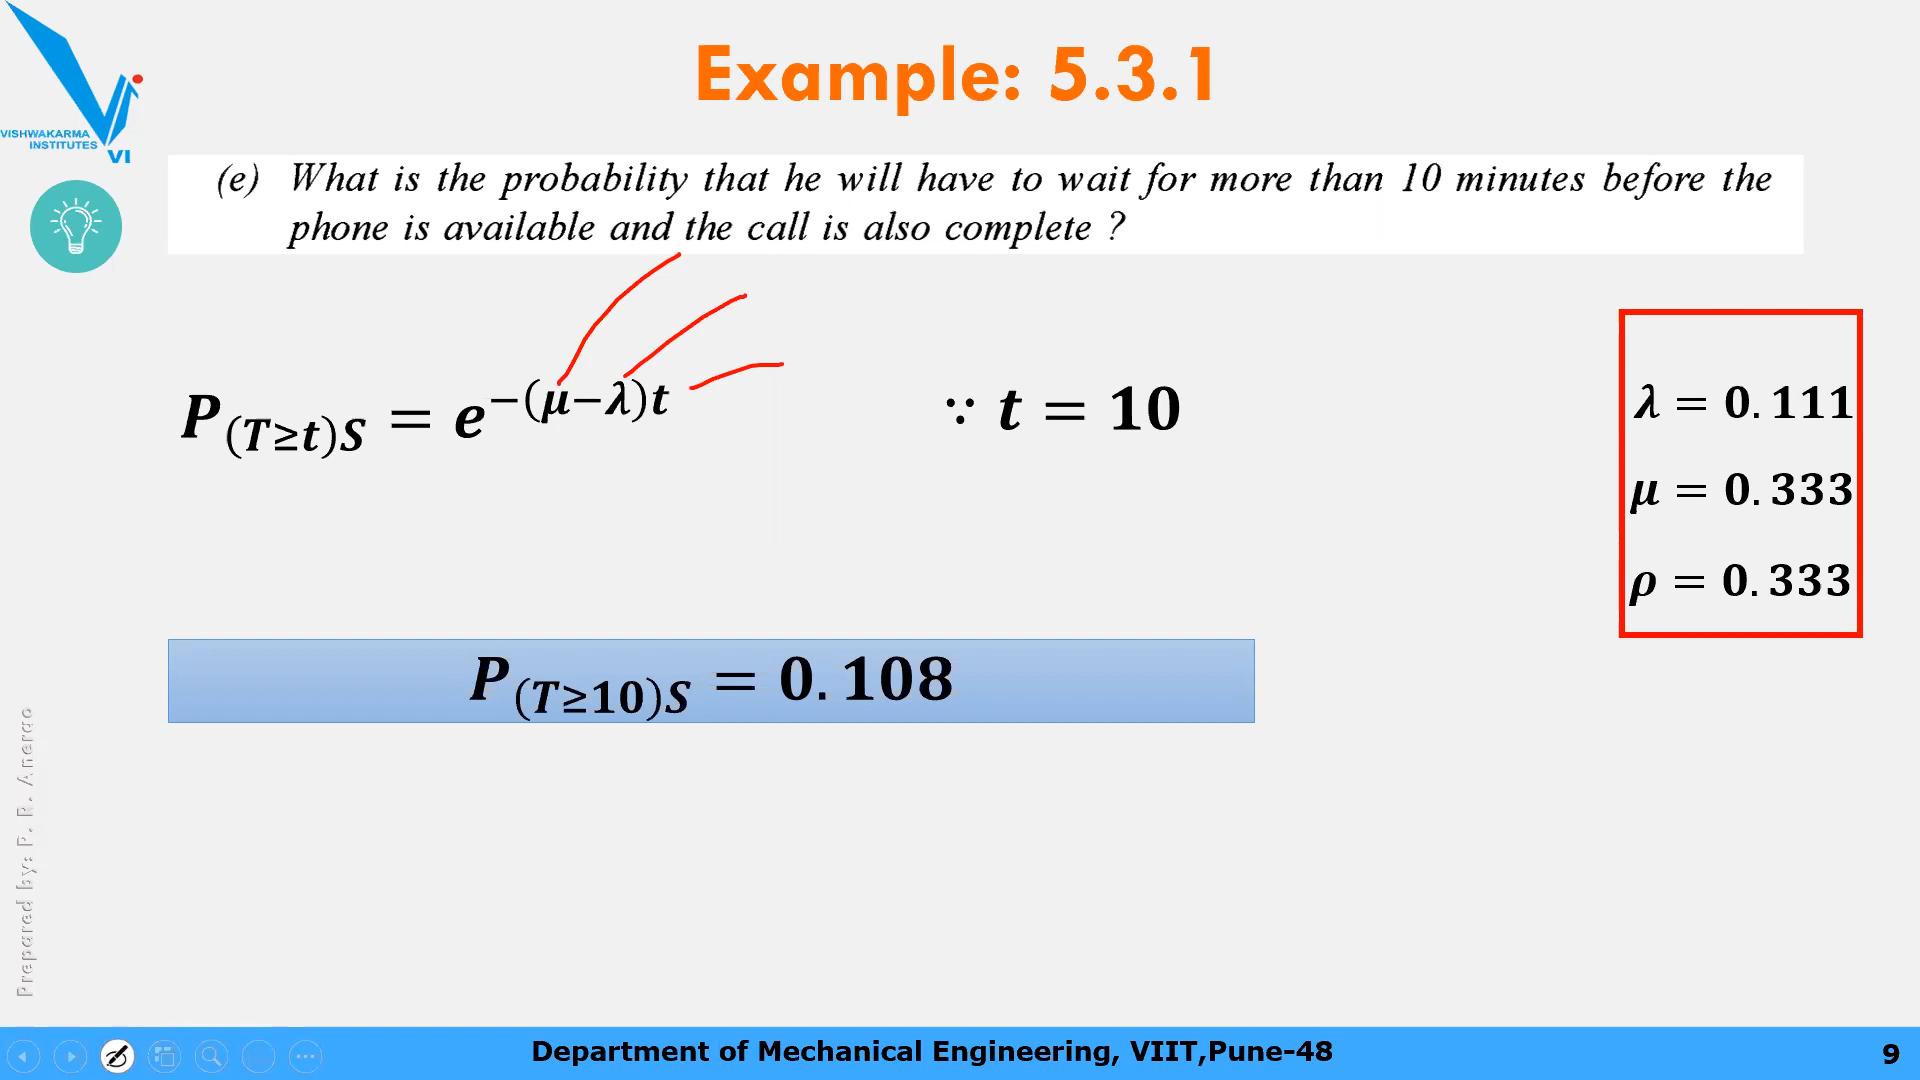 Example: 5.3.1
VISHWAKARMA
INSTITUTES
VI
(e) What is the probability that he will have to wait for more than 10 minutes before the
phone is available and the call is also complete ?
P(T≥t)S = e^−(μ−λ)t
∵ t = 10
λ = 0.111
μ = 0.333
ρ = 0.333
P(T≥10)S = 0.108
Prepared by: P. R. Anerao
Department of Mechanical Engineering, VIIT,Pune-48
9